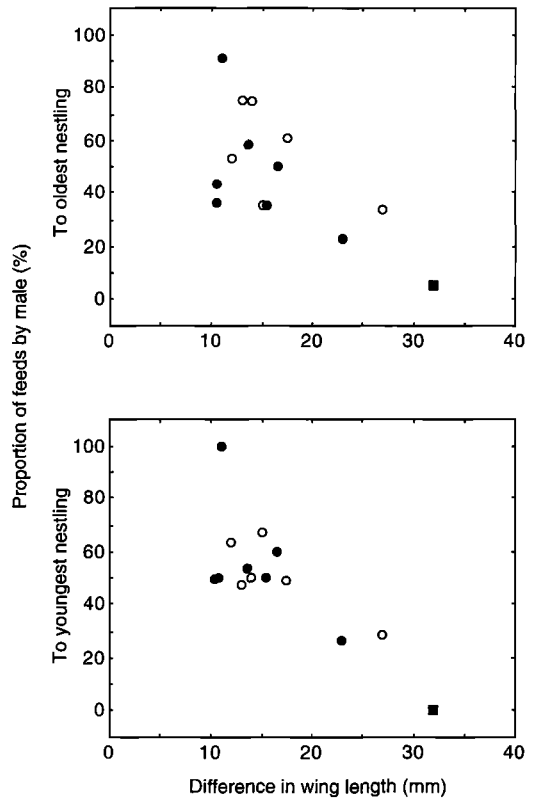 Proportion of feeds by male (%)
To oldest nestling
100
80
60
40
20
0
0 10 20 30 40
To youngest nestling
100
80
60
40
20
0
0 10 20 30 40
Difference in wing length (mm)